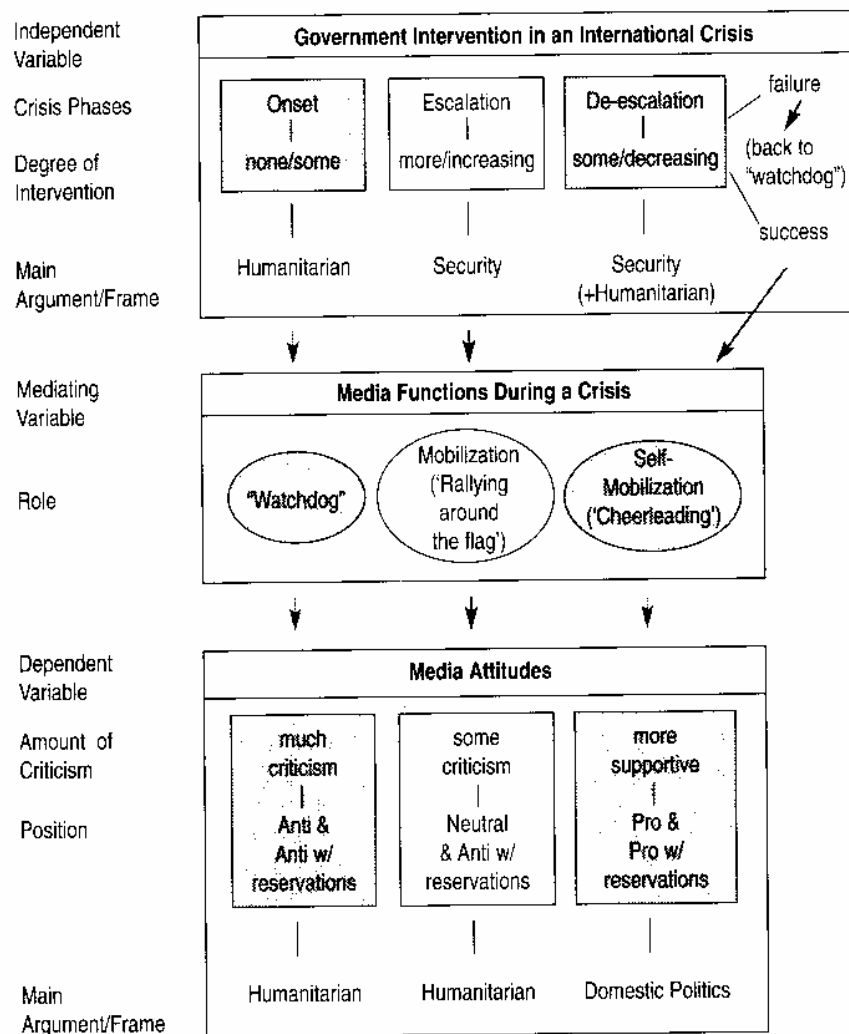 Independent
Variable
Government Intervention in an International Crisis
Crisis Phases
Onset
Escalation
De-escalation
failure
Degree of
Intervention
none/some
more/increasing
some/decreasing
(back to
“watchdog”)
success
Main
Argument/Frame
Humanitarian
Security
Security
(+Humanitarian)
Mediating
Variable
Media Functions During a Crisis
Role
“Watchdog”
Mobilization
(‘Rallying
around
the flag’)
Self-
Mobilization
(‘Cheerleading’)
Dependent
Variable
Media Attitudes
Amount of
Criticism
much
criticism
some
criticism
more
supportive
Position
Anti &
Anti w/
reservations
Neutral
& Anti w/
reservations
Pro &
Pro w/
reservations
Main
Argument/Frame
Humanitarian
Humanitarian
Domestic Politics